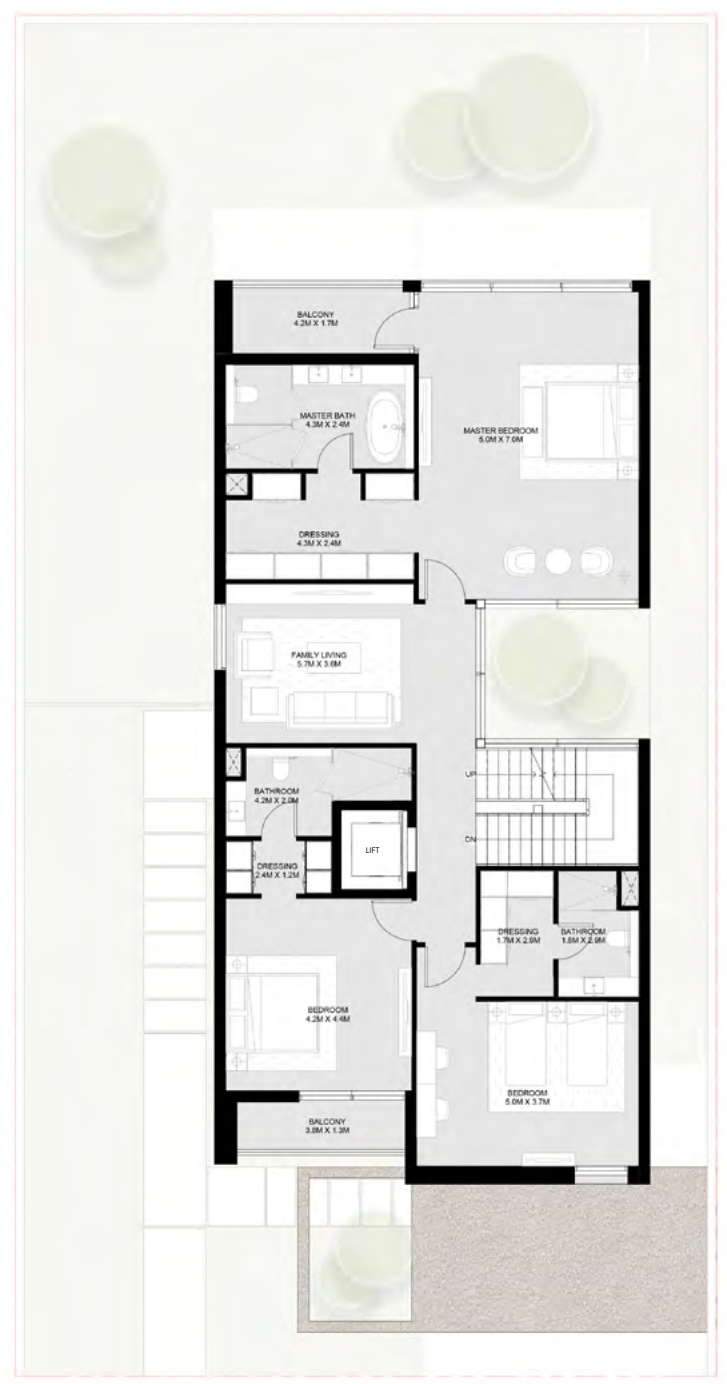 BALCONY
4.2M X 1.7M
MASTER BATH
4.3M X 2.4M
MASTER BEDROOM
5.0M X 7.0M
DRESSING
4.3M X 2.4M
FAMILY LIVING
5.7M X 3.6M
UP
BATHROOM
4.2M X 2.0M
DN
LIFT
DRESSING
2.4M X 1.2M
DRESSING
1.7M X 2.9M
BATHROOM
1.8M X 2.9M
BEDROOM
4.2M X 4.4M
BEDROOM
5.0M X 3.7M
BALCONY
3.8M X 1.3M